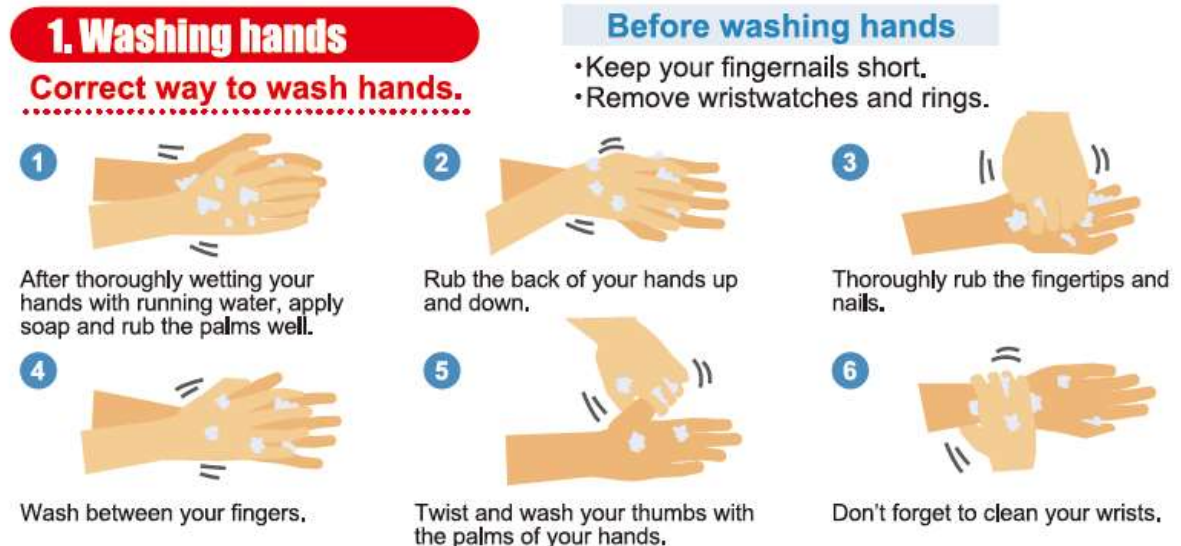 1. Washing hands
Correct way to wash hands.
Before washing hands
・Keep your fingernails short.
・Remove wristwatches and rings.
1
After thoroughly wetting your
hands with running water, apply
soap and rub the palms well.
2
Rub the back of your hands up
and down.
3
Thoroughly rub the fingertips and
nails.
4
Wash between your fingers.
5
Twist and wash your thumbs with
the palms of your hands.
6
Don't forget to clean your wrists.